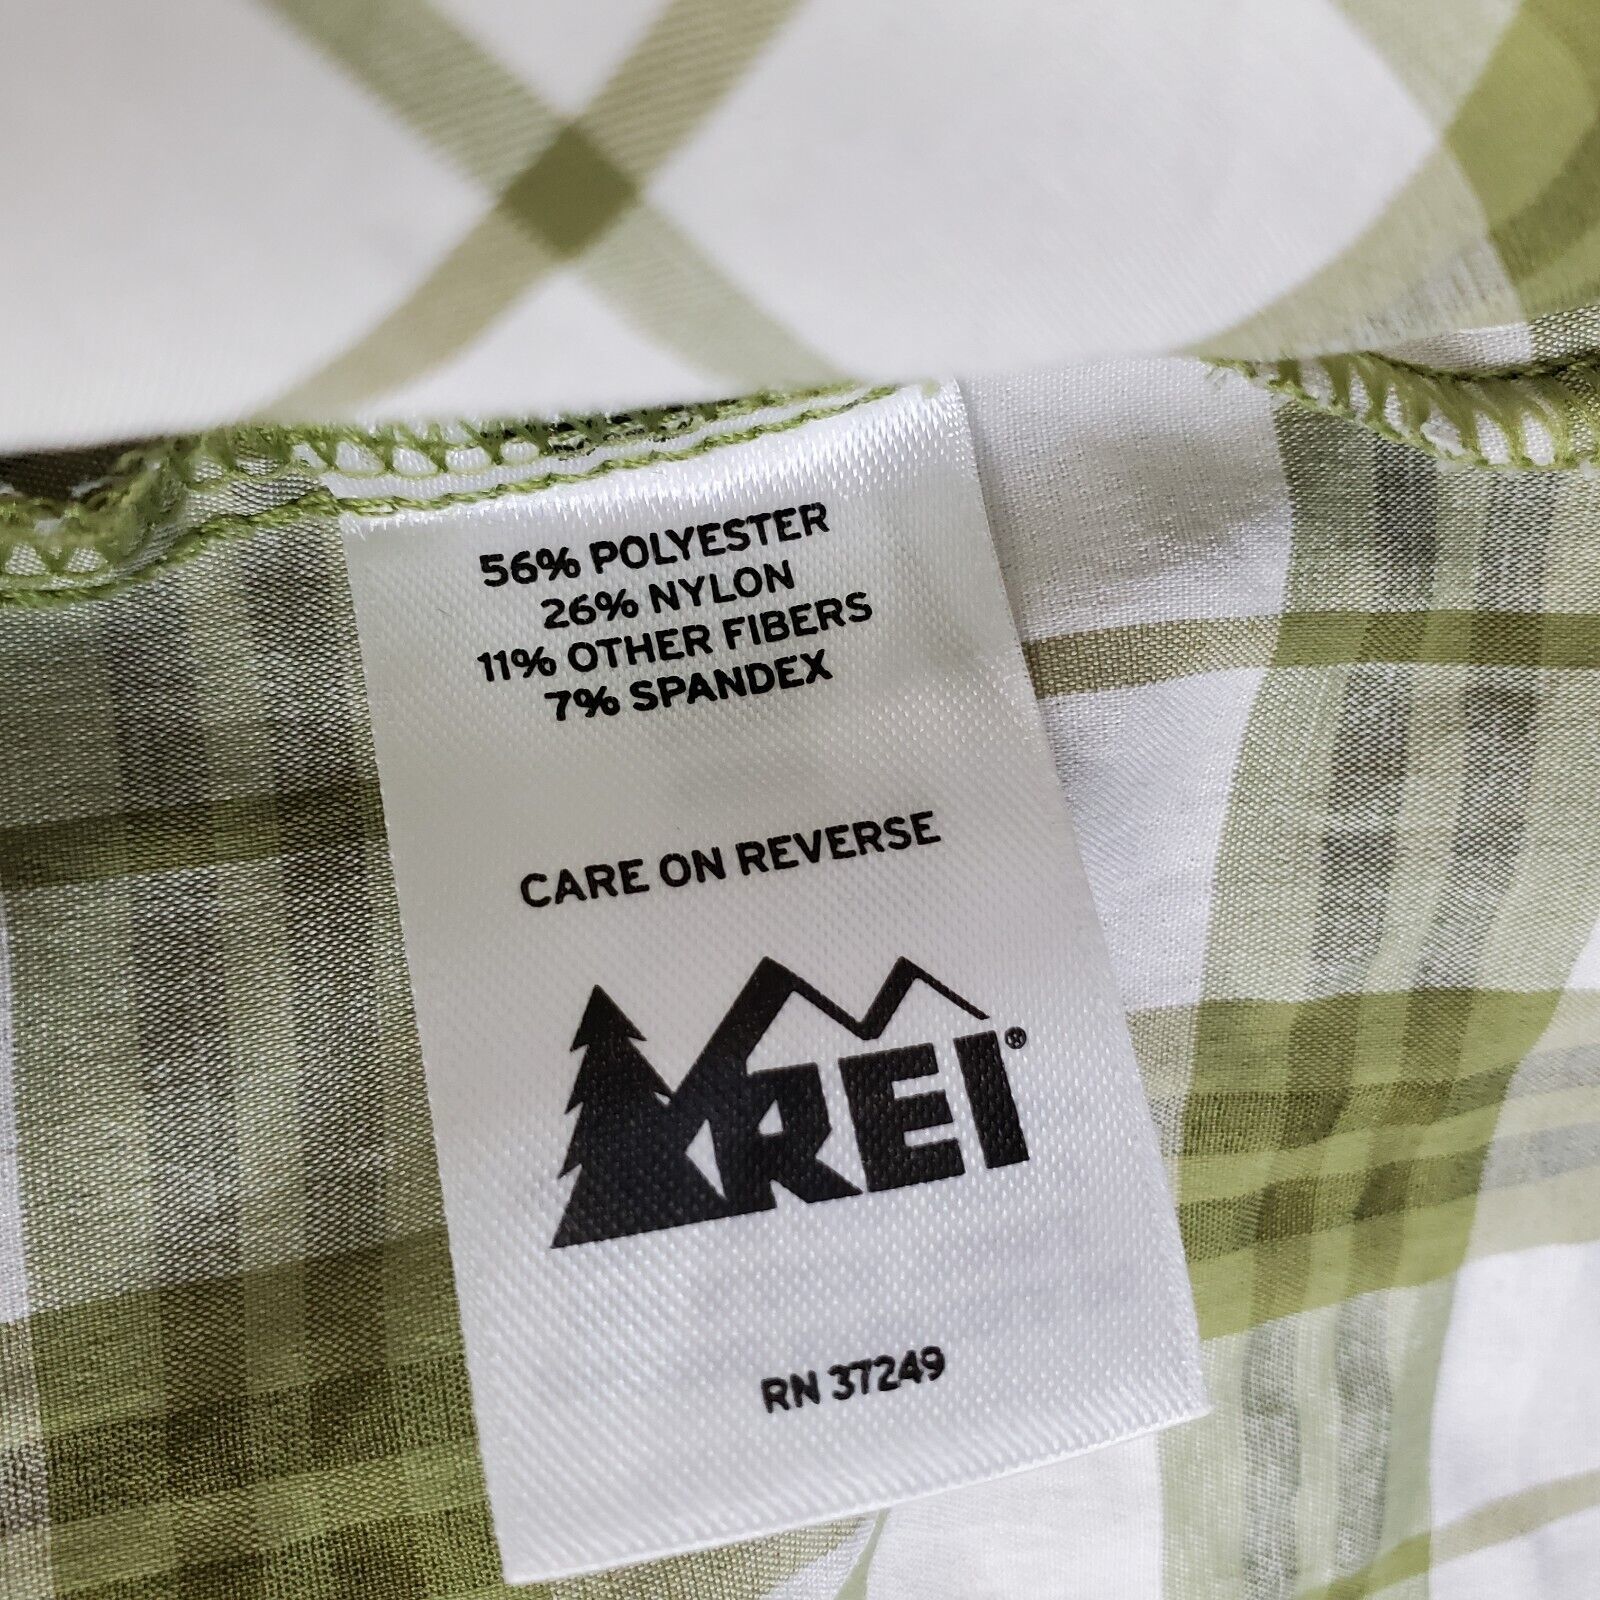 56% POLYESTER
26% NYLON
11% OTHER FIBERS
7% SPANDEX
CARE ON REVERSE
REI®
RN 37249